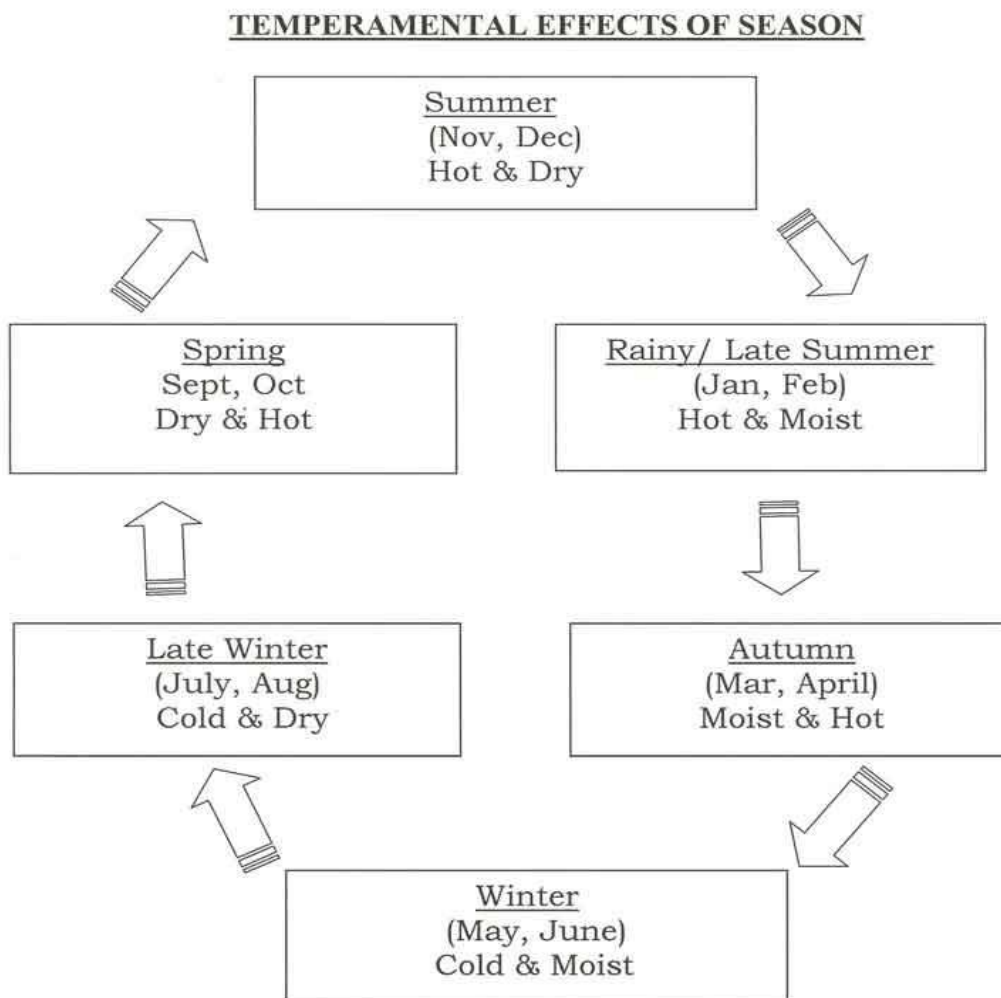 TEMPERAMENTAL EFFECTS OF SEASON
Summer
(Nov, Dec)
Hot & Dry
Spring
Sept, Oct
Dry & Hot
Rainy/ Late Summer
(Jan, Feb)
Hot & Moist
Late Winter
(July, Aug)
Cold & Dry
Autumn
(Mar, April)
Moist & Hot
Winter
(May, June)
Cold & Moist